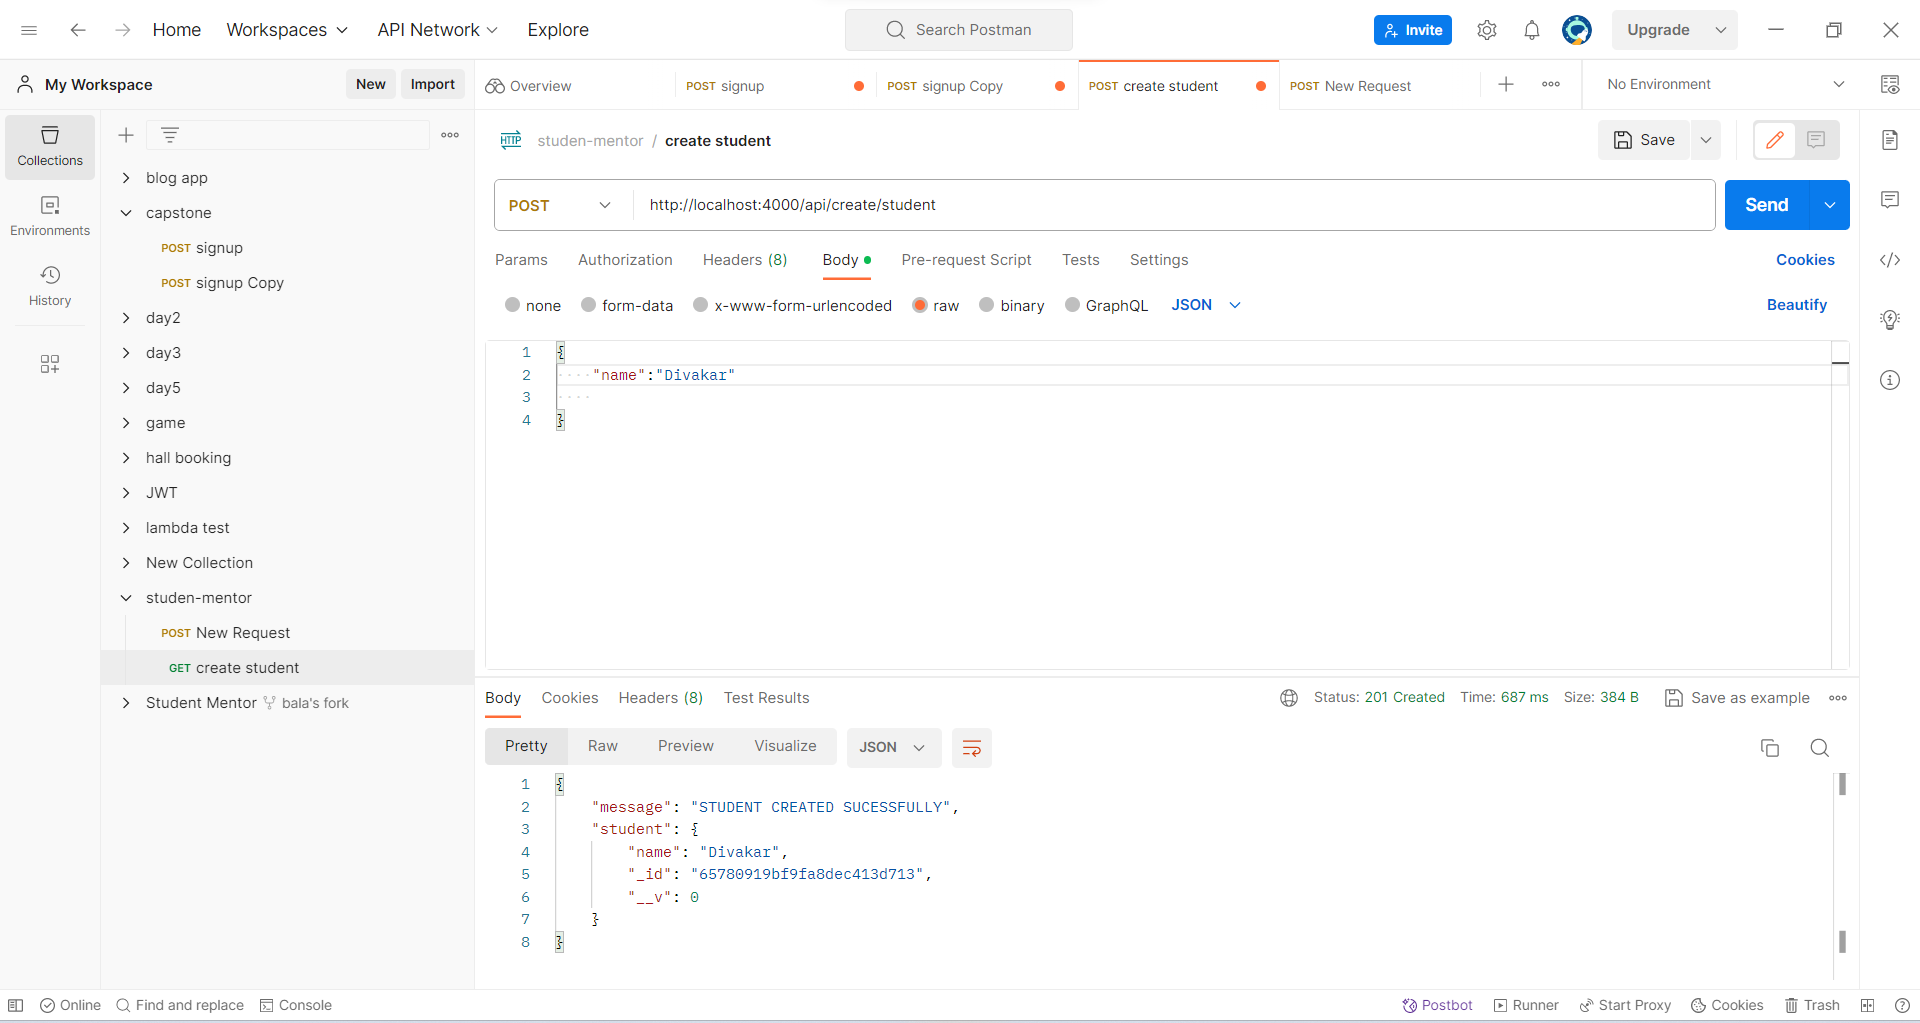 Home Workspaces API Network Explore Search Postman Invite Upgrade
My Workspace New Import Overview POST signup POST signup Copy POST create student POST New Request No Environment
Collections
Environments
History
blog app
capstone
POST signup
POST signup Copy
day2
day3
day5
game
hall booking
JWT
lambda test
New Collection
studen-mentor
POST New Request
GET create student
Student Mentor bala's fork
HTTP studen-mentor / create student Save
POST http://localhost:4000/api/create/student Send
Params Authorization Headers (8) Body Pre-request Script Tests Settings Cookies
none form-data x-www-form-urlencoded raw binary GraphQL JSON Beautify
1 {
2 "name":"Divakar"
3
4 }
Body Cookies Headers (8) Test Results Status: 201 Created Time: 687 ms Size: 384 B Save as example
Pretty Raw Preview Visualize JSON
1 {
2 "message": "STUDENT CREATED SUCESSFULLY",
3 "student": {
4 "name": "Divakar",
5 "_id": "65780919bf9fa8dec413d713",
6 "__v": 0
7 }
8 }
Online Find and replace Console Postbot Runner Start Proxy Cookies Trash